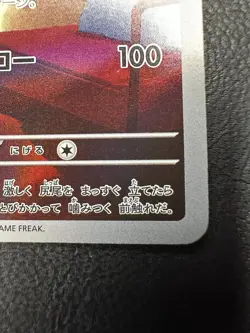 ロー 100
にげる
激しく 尻尾を まっすぐ 立てたら
とびかかって 噛みつく 前触れだ。
AME FREAK.